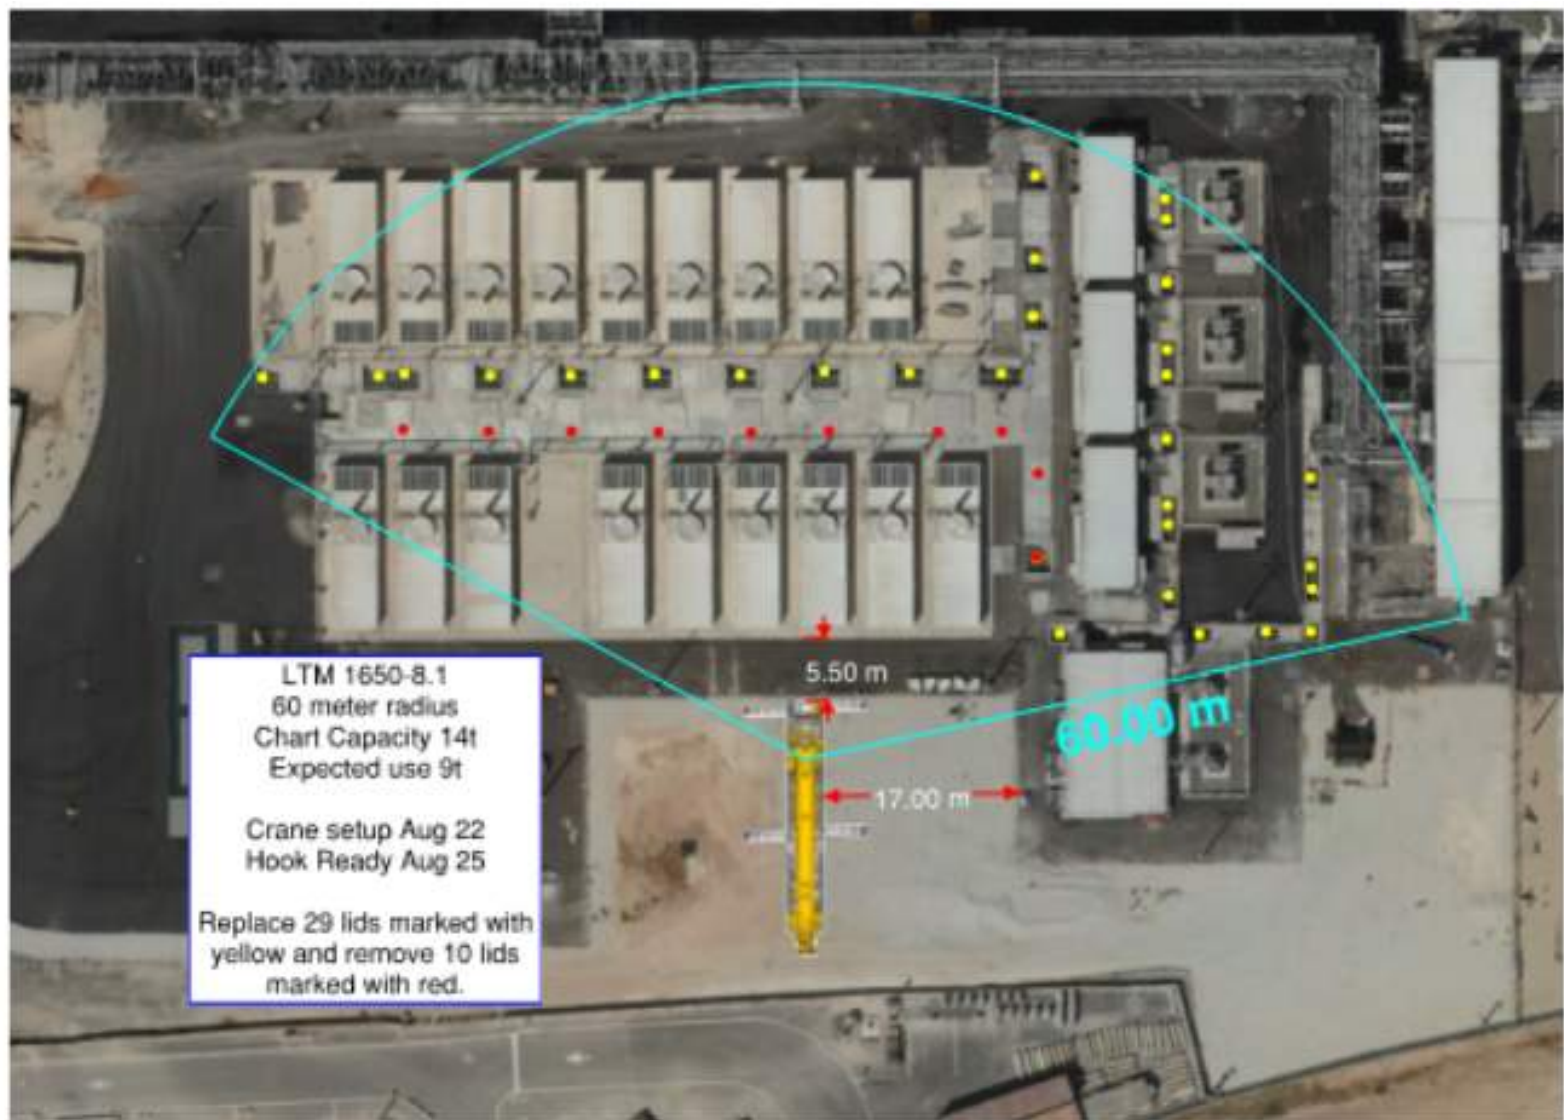 LTM 1650-8.1
60 meter radius
Chart Capacity 14t
Expected use 9t
Crane setup Aug 22
Hook Ready Aug 25
Replace 29 lids marked with
yellow and remove 10 lids
marked with red.
5.50 m
60.00 m
17.00 m